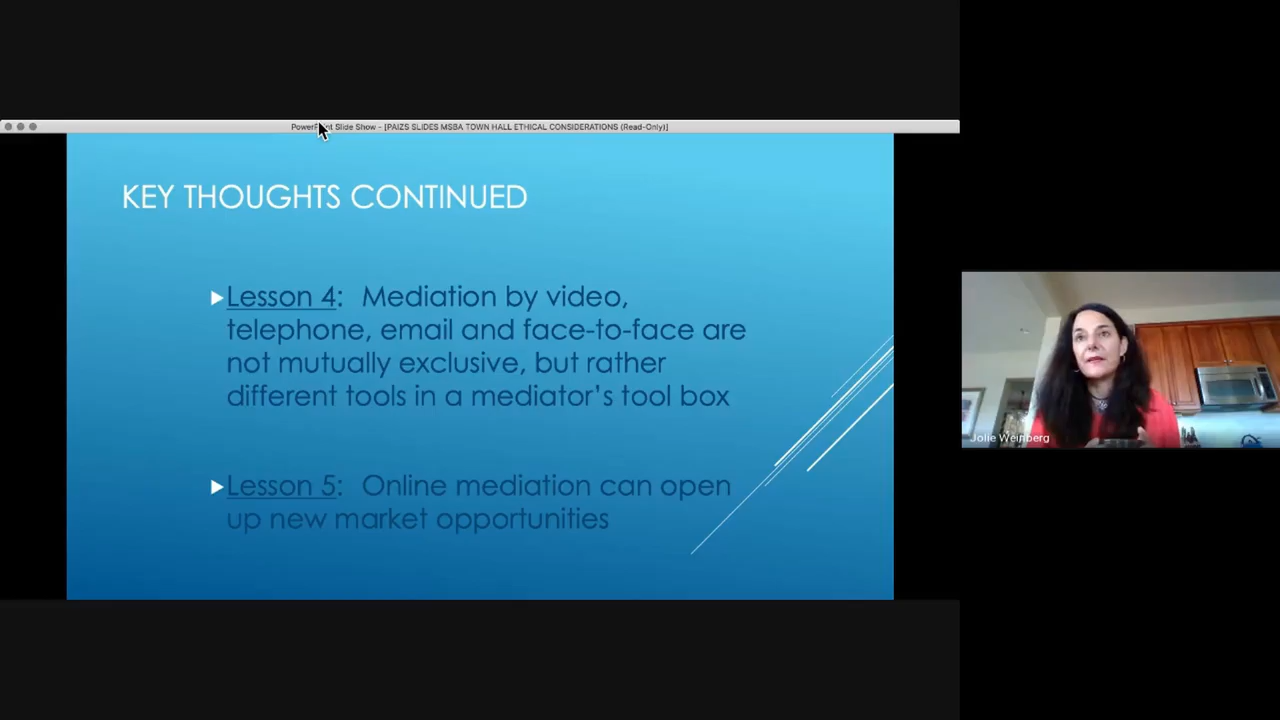 PowerPoint Slide Show - [PAIZS SLIDES MSBA TOWN HALL ETHICAL CONSIDERATIONS (Read-Only)]
KEY THOUGHTS CONTINUED
Lesson 4: Mediation by video,
telephone, email and face-to-face are
not mutually exclusive, but rather
different tools in a mediator's tool box
Lesson 5: Online mediation can open
up new market opportunities
Jolie Weinberg